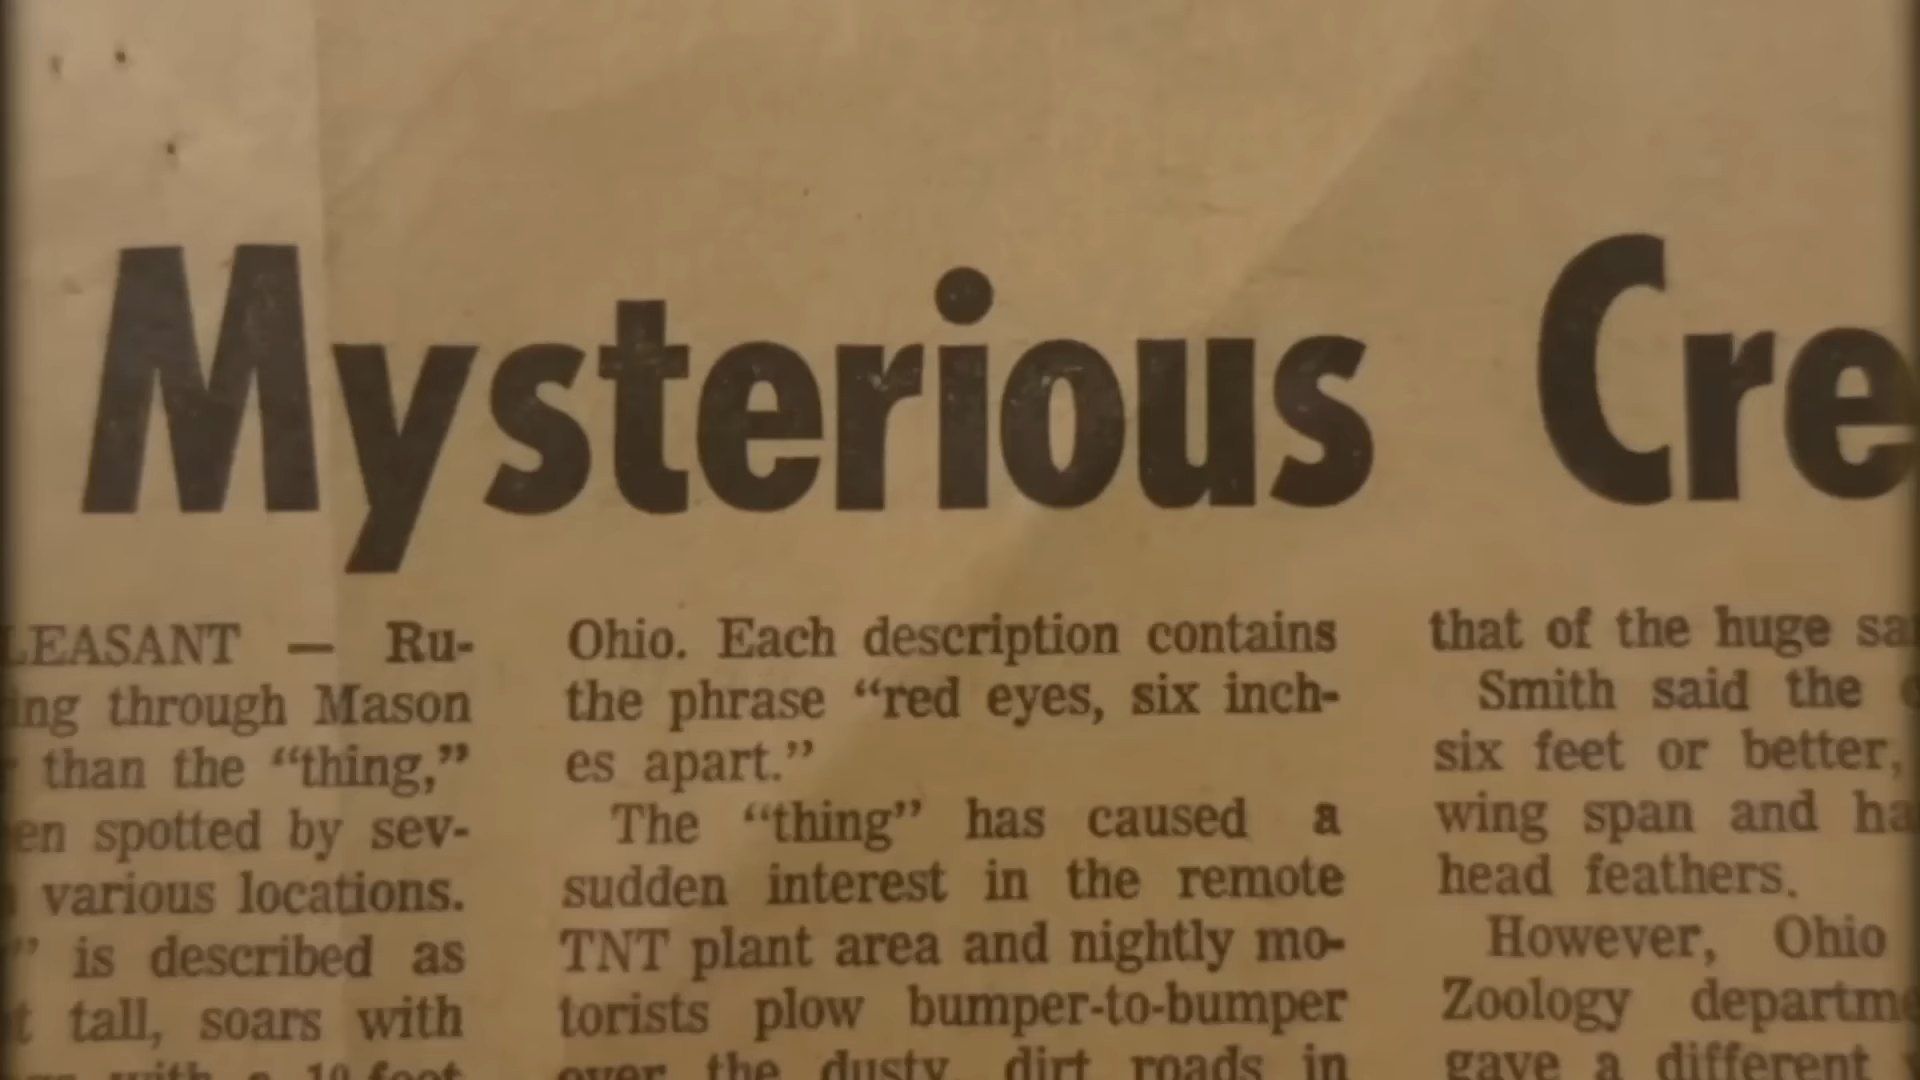 Mysterious Cre
LEASANT — Ru-
ing through Mason
than the "thing,"
en spotted by sev-
various locations.
" is described as
t tall, soars with
with a 10-foot
Ohio. Each description contains
the phrase "red eyes, six inch-
es apart."
The "thing" has caused a
sudden interest in the remote
TNT plant area and nightly mo-
torists plow bumper-to-bumper
over the dusty, dirt roads in
that of the huge sa
Smith said the
six feet or better,
wing span and ha
head feathers.
However, Ohio
Zoology departme
gave a different